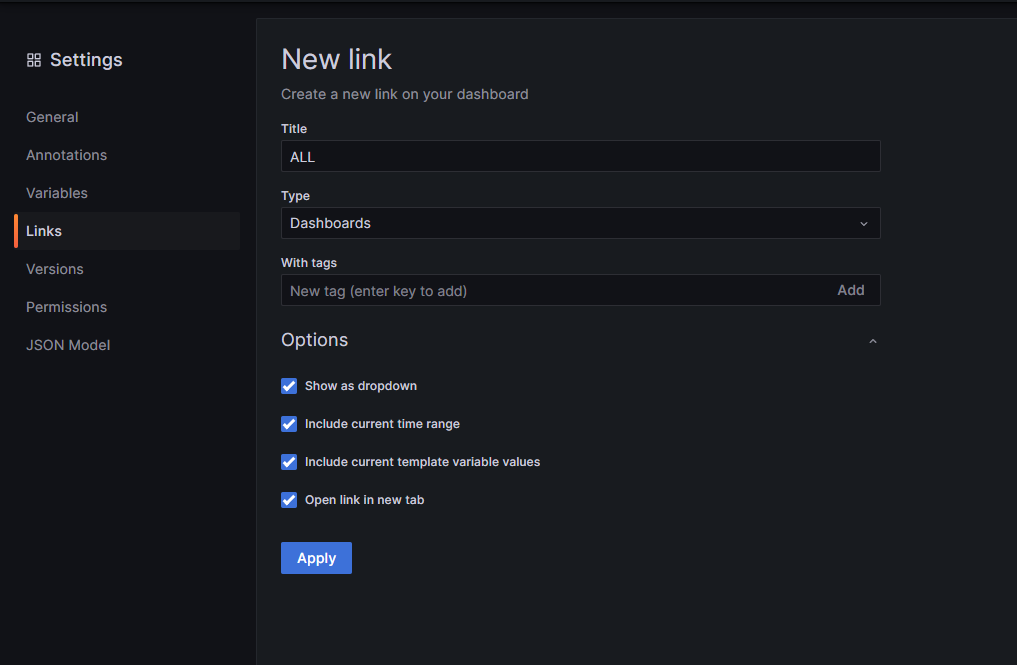 Settings
General
Annotations
Variables
Links
Versions
Permissions
JSON Model
New link
Create a new link on your dashboard
Title
ALL
Type
Dashboards
With tags
New tag (enter key to add) Add
Options
Show as dropdown
Include current time range
Include current template variable values
Open link in new tab
Apply